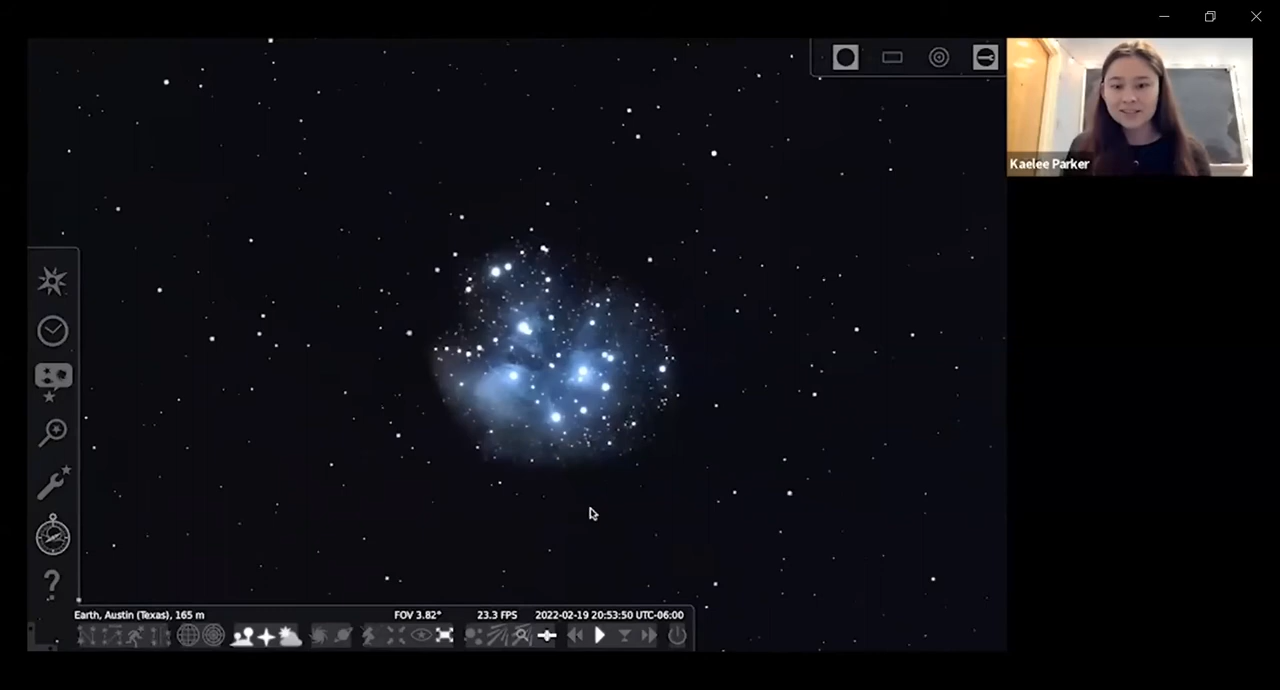 Kaelee Parker
Earth, Austin (Texas), 165 m FOV 3.82° 23.3 FPS 2022-02-19 20:53:50 UTC-06:00